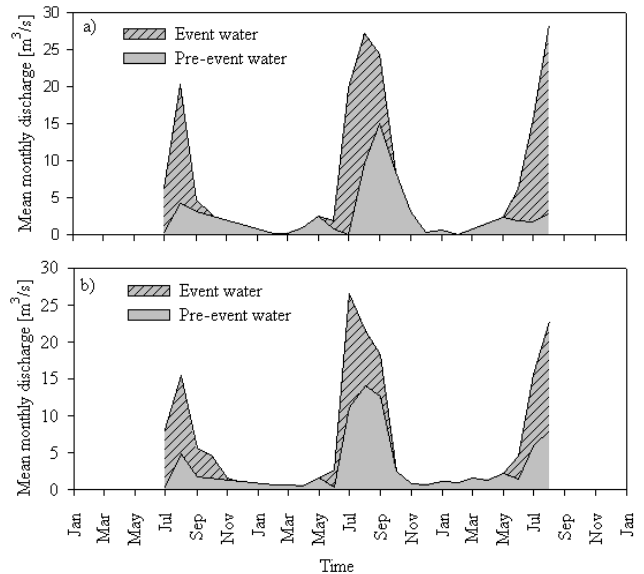 a)
Event water
Pre-event water
Mean monthly discharge [m³/s]
30
25
20
15
10
5
0
b)
Event water
Pre-event water
Mean monthly discharge [m³/s]
30
25
20
15
10
5
0
Jan Mar May Jul Sep Nov Jan Mar May Jul Sep Nov Jan Mar May Jul Sep Nov Jan
Time